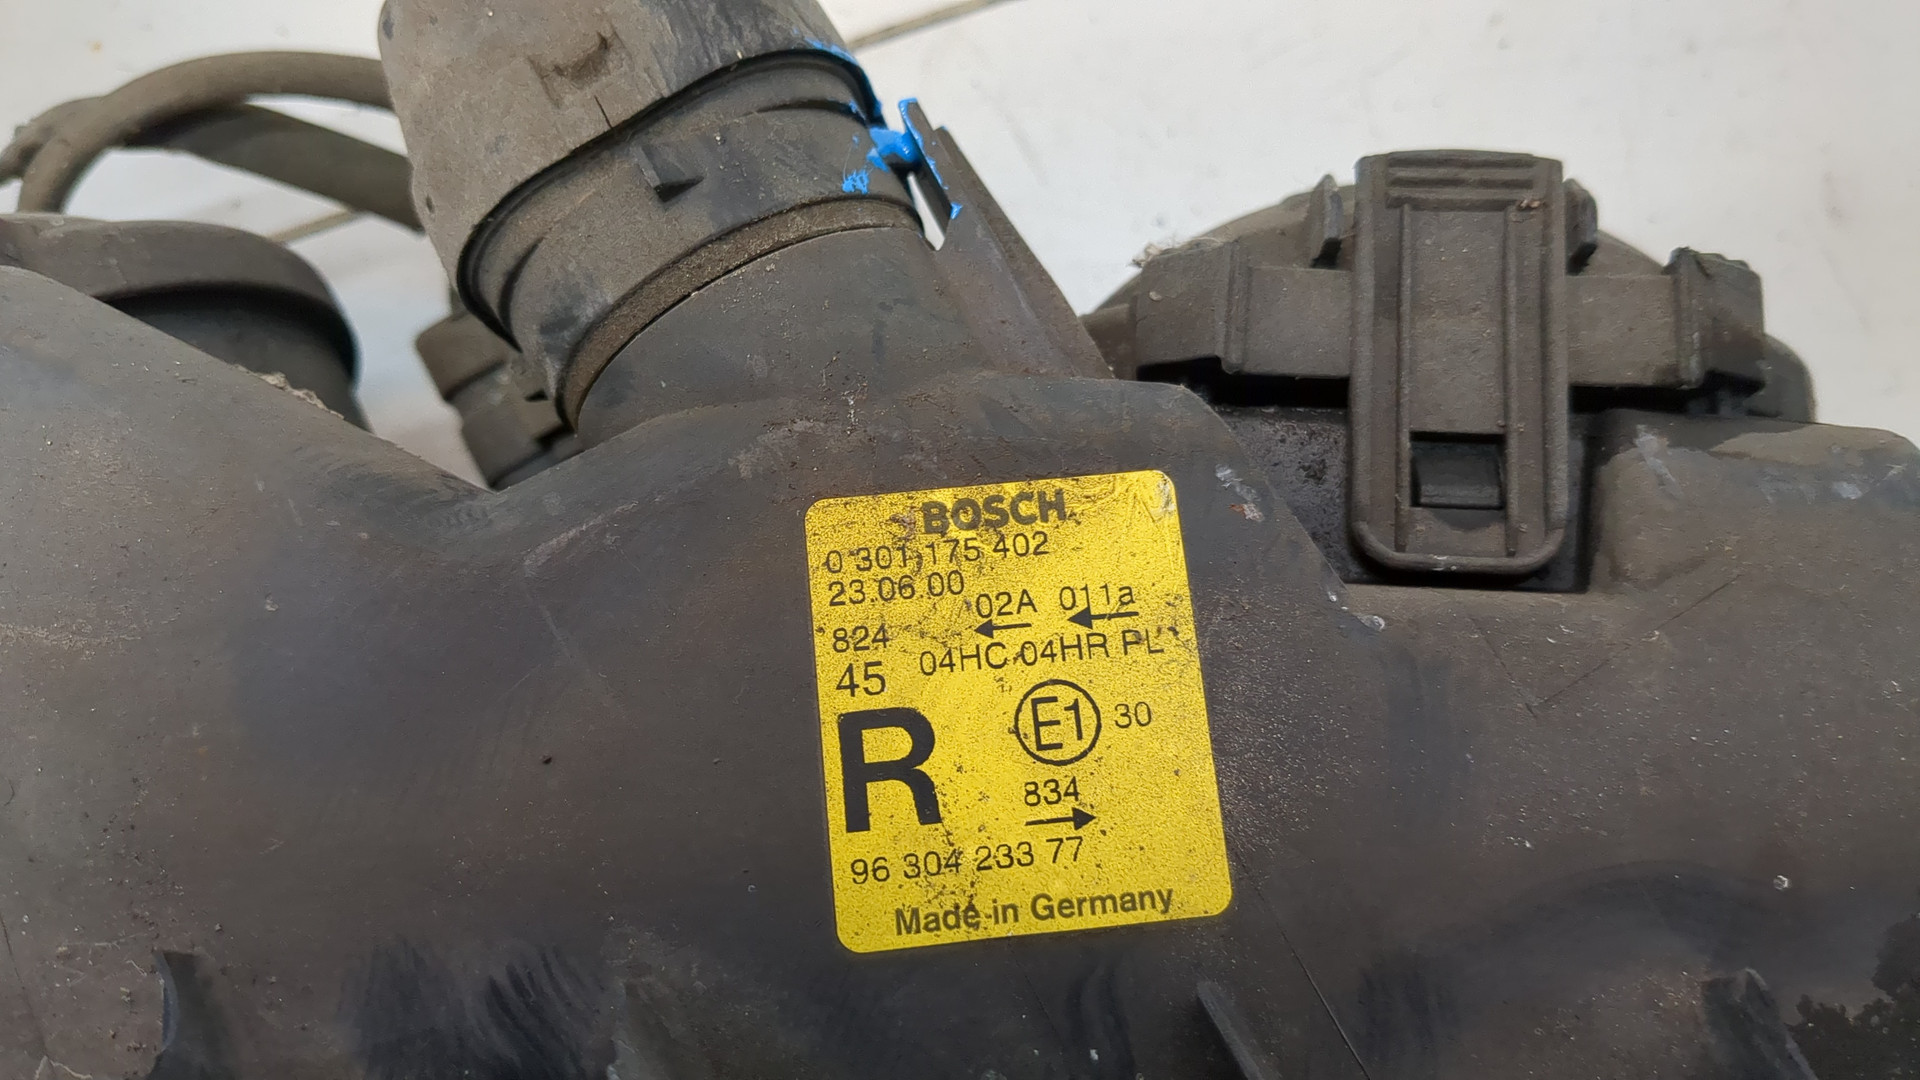 BOSCH
0 301 175 402
23.06.00
02A 011a
824
04HC 04HR PL
45
R
E1 30
834
96 304 233 77
Made in Germany